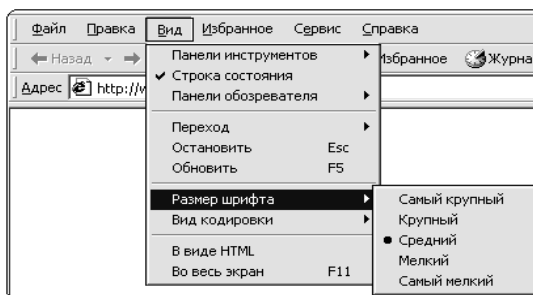 Файл Правка Вид Избранное Сервис Справка
Назад
Избранное
Адрес http://
Панели инструментов
Строка состояния
Панели обозревателя
Переход
Остановить Esc
Обновить F5
Размер шрифта
Вид кодировки
В виде HTML
Во весь экран F11
Самый крупный
Крупный
Средний
Мелкий
Самый мелкий